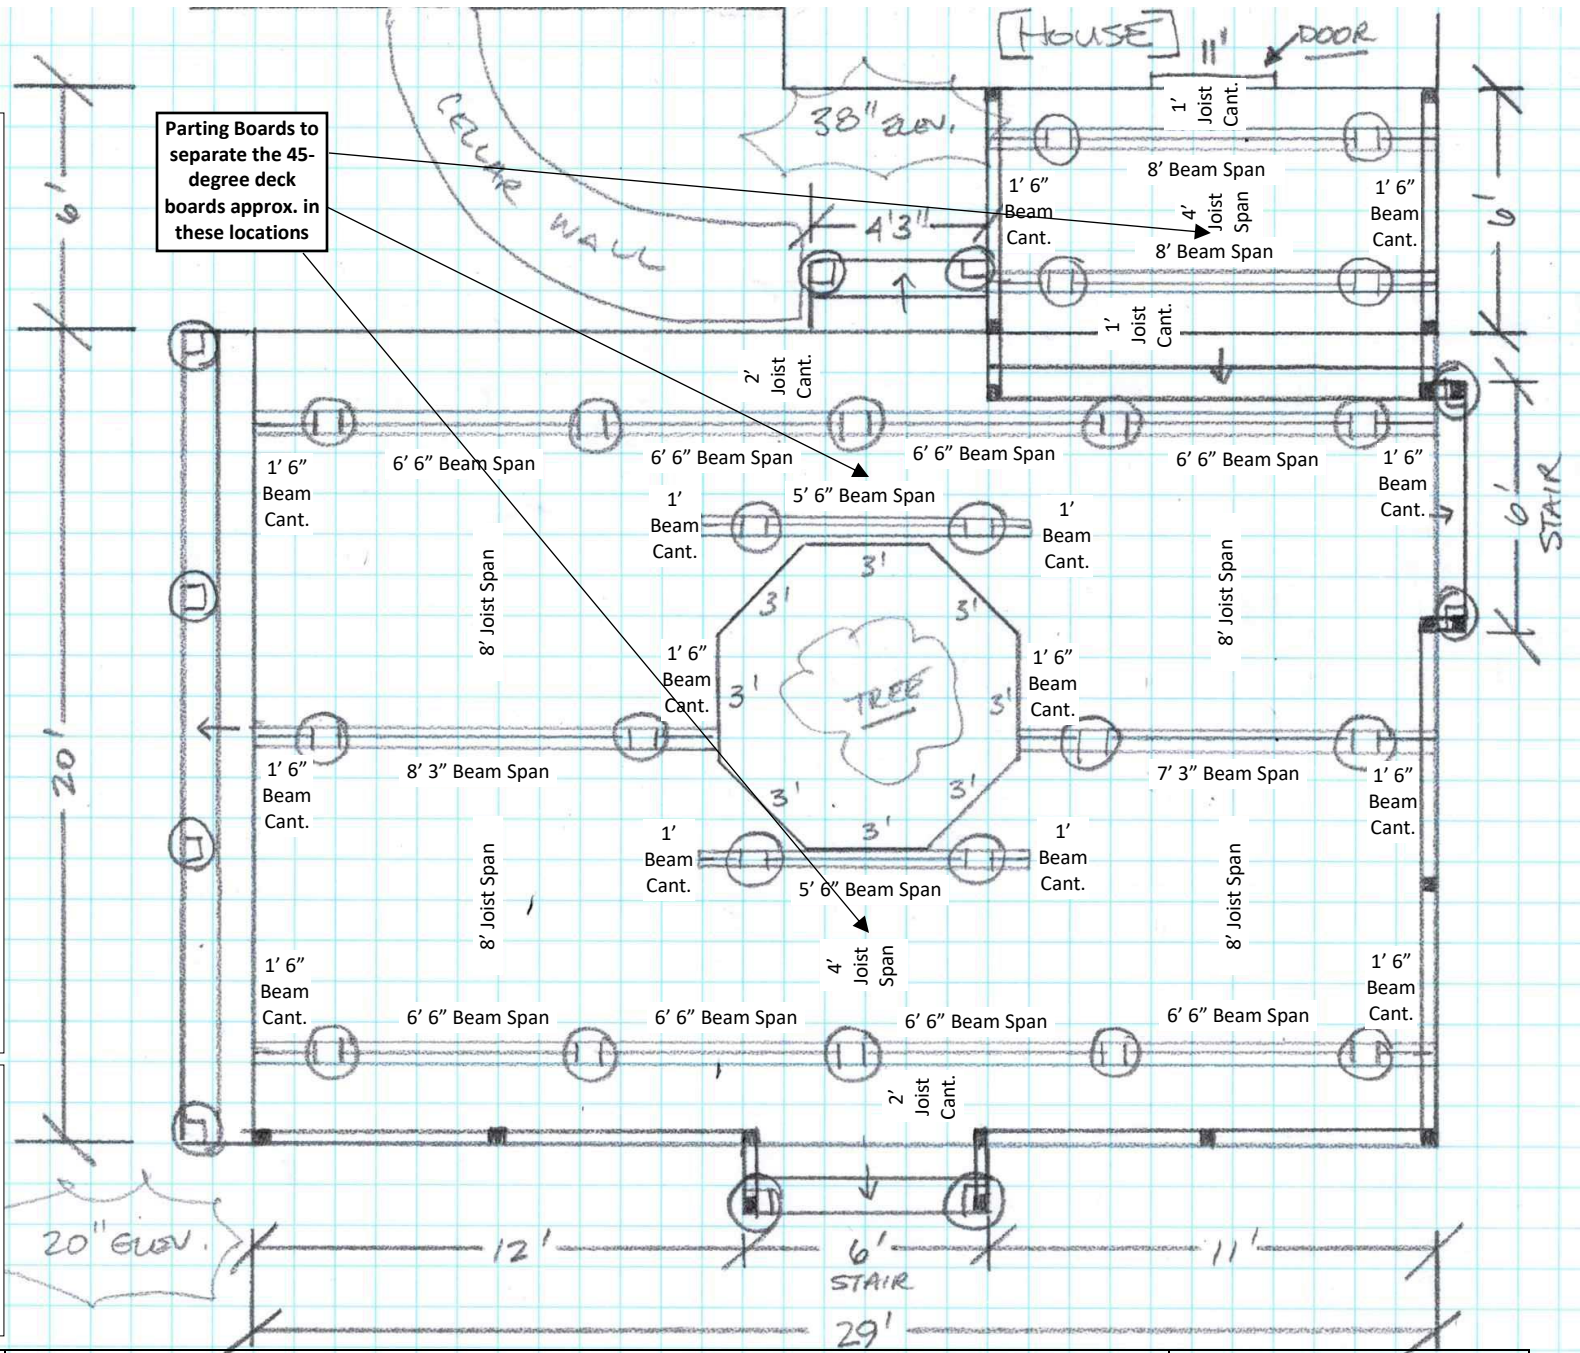 [HOUSE]
11'
DOOR
Parting Boards to
separate the 45-
degree deck
boards approx. in
these locations
CELLAR WALL
38" ELEV.
1'
Joist
Cant.
8’ Beam Span
1’ 6”
Beam
Cant.
4’
Joist
Span
1’ 6”
Beam
Cant.
6'
6'
4'3"
8’ Beam Span
1’
Joist
Cant.
2’
Joist
Cant.
1’ 6”
Beam
Cant.
6’ 6” Beam Span
6’ 6” Beam Span
6’ 6” Beam Span
6’ 6” Beam Span
1’ 6”
Beam
Cant.
6'
STAIR
1’
Beam
Cant.
5’ 6” Beam Span
1’
Beam
Cant.
8’ Joist Span
8’ Joist Span
3'
3'
3'
1’ 6”
Beam
Cant.
3'
TREE
3'
1’ 6”
Beam
Cant.
20'
1’ 6”
Beam
Cant.
8’ 3” Beam Span
7’ 3” Beam Span
1’ 6”
Beam
Cant.
3'
3'
3'
1’
Beam
Cant.
5’ 6” Beam Span
1’
Beam
Cant.
8’ Joist Span
8’ Joist Span
4’
Joist
Span
1’ 6”
Beam
Cant.
1’ 6”
Beam
Cant.
6’ 6” Beam Span
6’ 6” Beam Span
6’ 6” Beam Span
6’ 6” Beam Span
2’
Joist
Cant.
20" ELEV.
12'
6'
STAIR
11'
29'